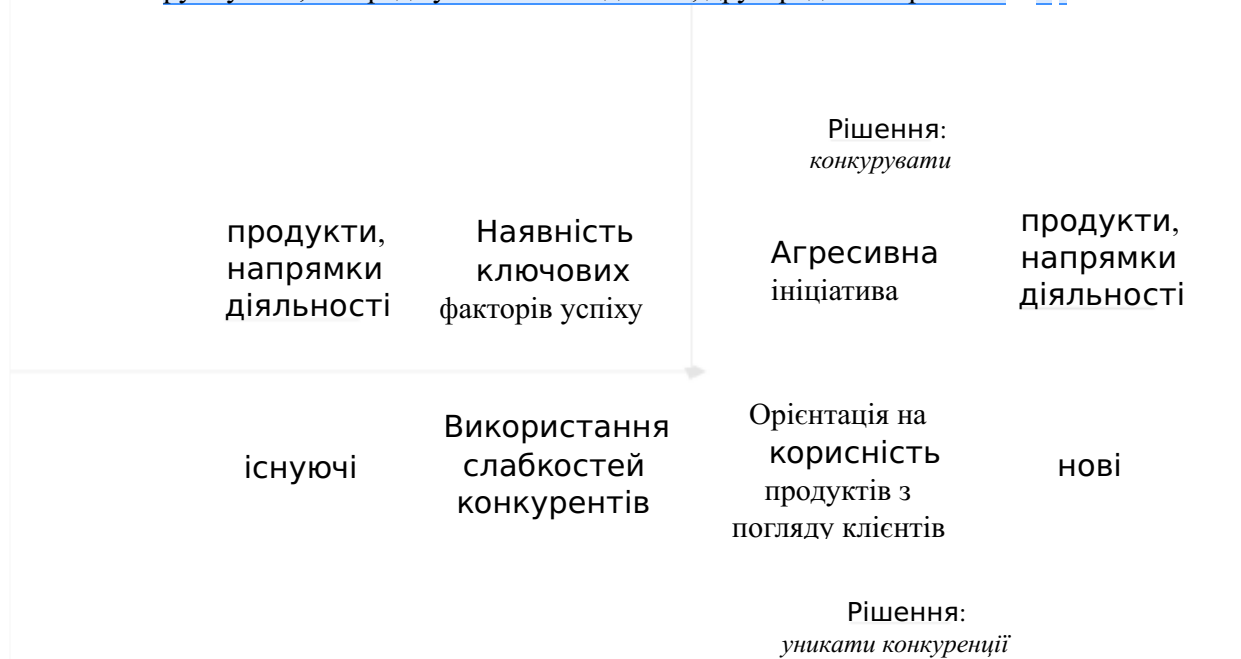 Рішення:
конкурувати
продукти,
напрямки
діяльності
Наявність
ключових
факторів успіху
Агресивна
ініціатива
продукти,
напрямки
діяльності
існуючі
Використання
слабкостей
конкурентів
Орієнтація на
корисність
продуктів з
погляду клієнтів
нові
Рішення:
уникати конкуренції